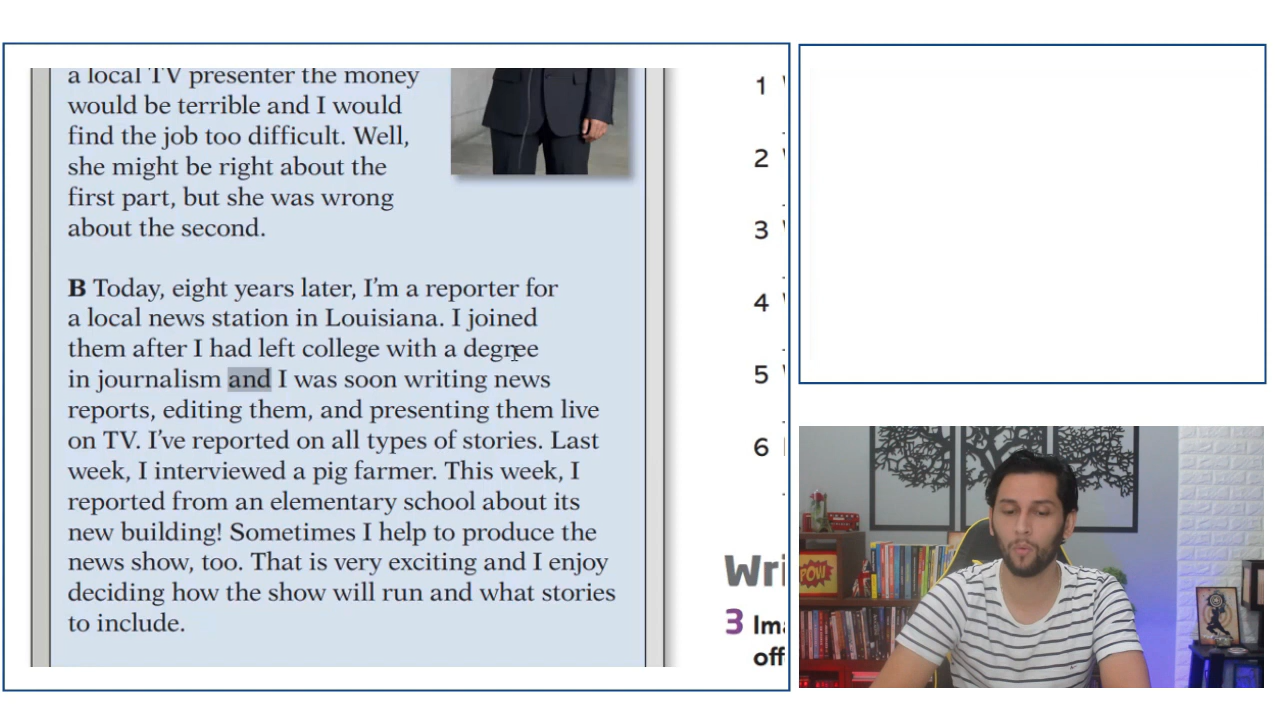 a local TV presenter the money
would be terrible and I would
find the job too difficult. Well,
she might be right about the
first part, but she was wrong
about the second.
B Today, eight years later, I'm a reporter for
a local news station in Louisiana. I joined
them after I had left college with a degree
in journalism and I was soon writing news
reports, editing them, and presenting them live
on TV. I've reported on all types of stories. Last
week, I interviewed a pig farmer. This week, I
reported from an elementary school about its
new building! Sometimes I help to produce the
news show, too. That is very exciting and I enjoy
deciding how the show will run and what stories
to include.
1
2
3
4
5
6
Wri
3 Ima
off
POW!